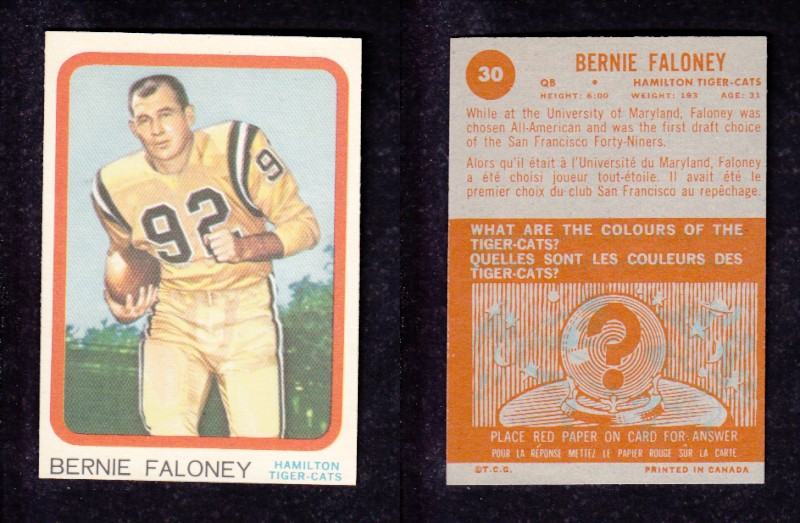 92
92
BERNIE FALONEY
HAMILTON
TIGER-CATS
30
BERNIE FALONEY
QB • HAMILTON TIGER-CATS
HEIGHT: 6:00 WEIGHT: 193 AGE: 31
While at the University of Maryland, Faloney was
chosen All-American and was the first draft choice
of the San Francisco Forty-Niners.
Alors qu'il était à l'Université du Maryland, Faloney
a été choisi joueur tout-étoile. Il avait été le
premier choix du club San Francisco au repêchage.
WHAT ARE THE COLOURS OF THE
TIGER-CATS?
QUELLES SONT LES COULEURS DES
TIGER-CATS?
?
PLACE RED PAPER ON CARD FOR ANSWER
POUR LA RÉPONSE METTEZ LE PAPIER ROUGE SUR LA CARTE
©T.C.G. PRINTED IN CANADA